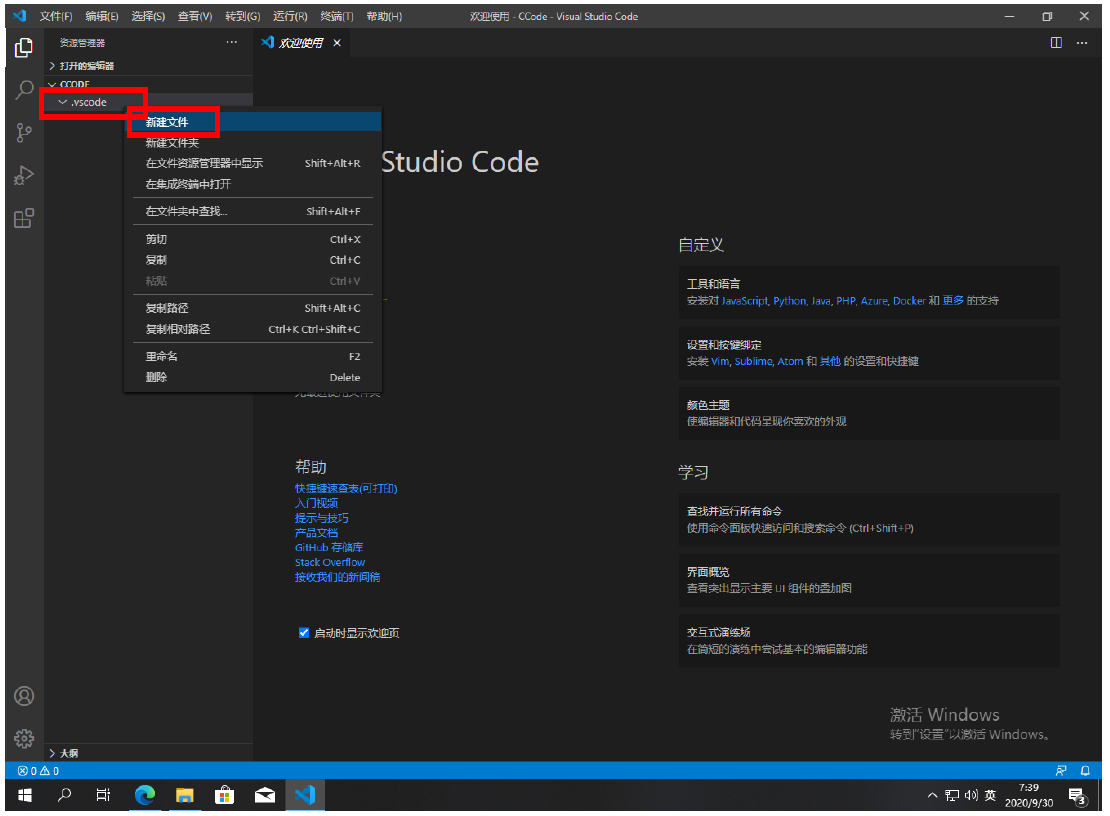 文件(F) 编辑(E) 选择(S) 查看(V) 转到(G) 运行(R) 终端(T) 帮助(H) 欢迎使用 - CCode - Visual Studio Code
资源管理器
欢迎使用
打开的编辑器
CCODE
.vscode
新建文件
新建文件夹
在文件资源管理器中显示 Shift+Alt+R
在集成终端中打开
在文件夹中查找... Shift+Alt+F
剪切 Ctrl+X
复制 Ctrl+C
粘贴 Ctrl+V
复制路径 Shift+Alt+C
复制相对路径 Ctrl+K Ctrl+Shift+C
重命名 F2
删除 Delete
Studio Code
帮助
快捷键速查表(可打印)
入门视频
提示与技巧
产品文档
GitHub 存储库
Stack Overflow
接收我们的新闻稿
启动时显示欢迎页
自定义
工具和语言
安装对 JavaScript, Python, Java, PHP, Azure, Docker 和 更多 的支持
设置和按键绑定
安装 Vim, Sublime, Atom 和 其他 的设置和快捷键
颜色主题
使编辑器和代码呈现你喜欢的外观
学习
查找并运行所有命令
使用命令面板快速访问和搜索命令 (Ctrl+Shift+P)
界面概览
查看突出显示主要 UI 组件的叠加图
交互式演练场
在简短的演练中尝试基本的编辑器功能
激活 Windows
转到"设置"以激活 Windows。
大纲
0 0
英
7:39
2020/9/30
3